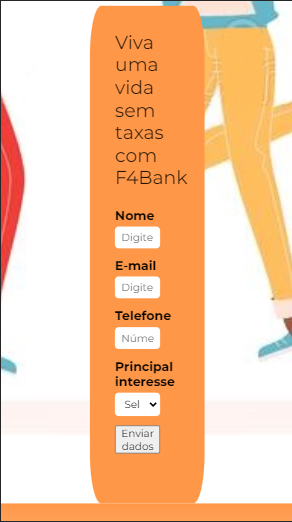 Viva
uma
vida
sem
taxas
com
F4Bank
Nome
Digite
E-mail
Digite
Telefone
Núme
Principal
interesse
Sel
Enviar
dados